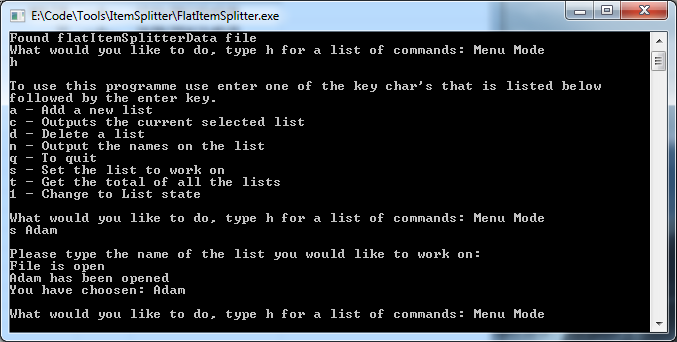 E:\Code\Tools\ItemSplitter\FlatItemSplitter.exe
Found flatItemSplitterData file
What would you like to do, type h for a list of commands: Menu Mode
h
To use this programme use enter one of the key char's that is listed below
followed by the enter key.
a - Add a new list
c - Outputs the current selected list
d - Delete a list
n - Output the names on the list
q - To quit
s - Set the list to work on
t - Get the total of all the lists
1 - Change to List state
What would you like to do, type h for a list of commands: Menu Mode
s Adam
Please type the name of the list you would like to work on:
File is open
Adam has been opened
You have choosen: Adam
What would you like to do, type h for a list of commands: Menu Mode